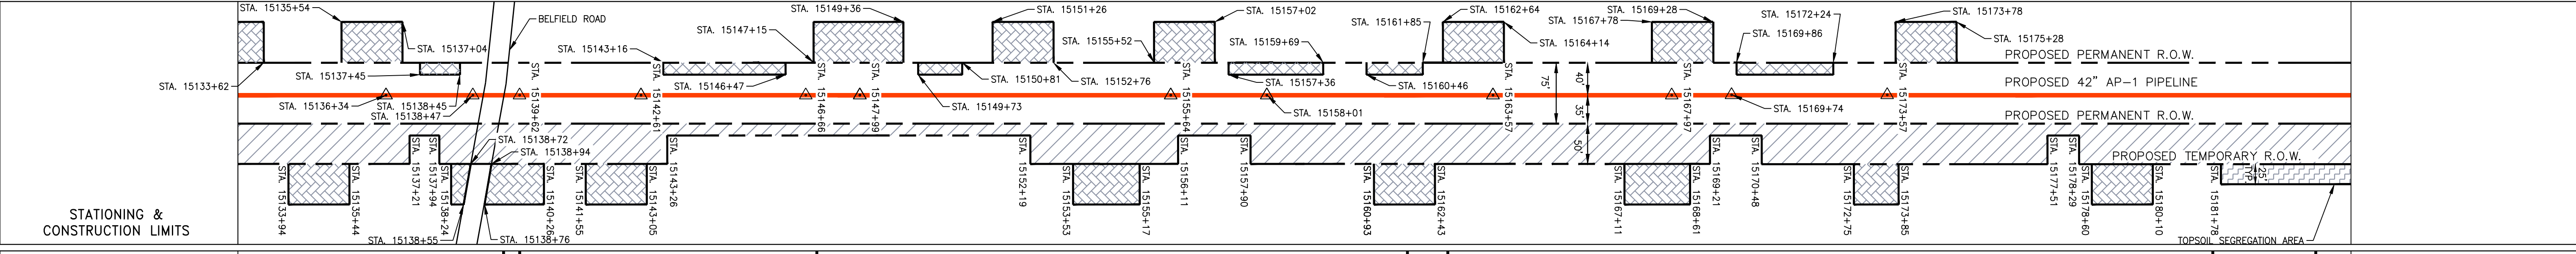 STA. 15135+54
STA. 15137+04
BELFIELD ROAD
STA. 15143+16
STA. 15147+15
STA. 15149+36
STA. 15151+26
STA. 15155+52
STA. 15157+02
STA. 15159+69
STA. 15161+85
STA. 15162+64
STA. 15164+14
STA. 15167+78
STA. 15169+28
STA. 15169+86
STA. 15172+24
STA. 15173+78
STA. 15175+28
PROPOSED PERMANENT R.O.W.
STA. 15133+62
STA. 15137+45
STA. 15136+34
STA. 15138+45
STA. 15138+47
STA. 15139+62
STA. 15142+61
STA. 15146+47
STA. 15146+66
STA. 15147+99
STA. 15150+81
STA. 15149+73
STA. 15152+76
STA. 15155+64
STA. 15157+36
STA. 15158+01
STA. 15160+46
STA. 15163+57
75'
40'
35'
50'
STA. 15167+97
STA. 15169+74
STA. 15173+57
PROPOSED 42" AP-1 PIPELINE
PROPOSED PERMANENT R.O.W.
STA. 15138+72
STA. 15138+94
PROPOSED TEMPORARY R.O.W.
STA. 15133+94
STA. 15135+44
STA. 15137+21
STA. 15137+94
STA. 15138+24
STA. 15140+26
STA. 15141+55
STA. 15143+05
STA. 15143+26
STA. 15152+19
STA. 15153+53
STA. 15155+17
STA. 15156+11
STA. 15157+90
STA. 15160+93
STA. 15162+43
STA. 15167+11
STA. 15168+61
STA. 15169+21
STA. 15170+48
STA. 15172+75
STA. 15173+85
STA. 15177+51
STA. 15178+29
STA. 15178+60
STA. 15180+10
STA. 15181+78
25'
TYP.
STATIONING &
CONSTRUCTION LIMITS
STA. 15138+55
STA. 15138+76
TOPSOIL SEGREGATION AREA